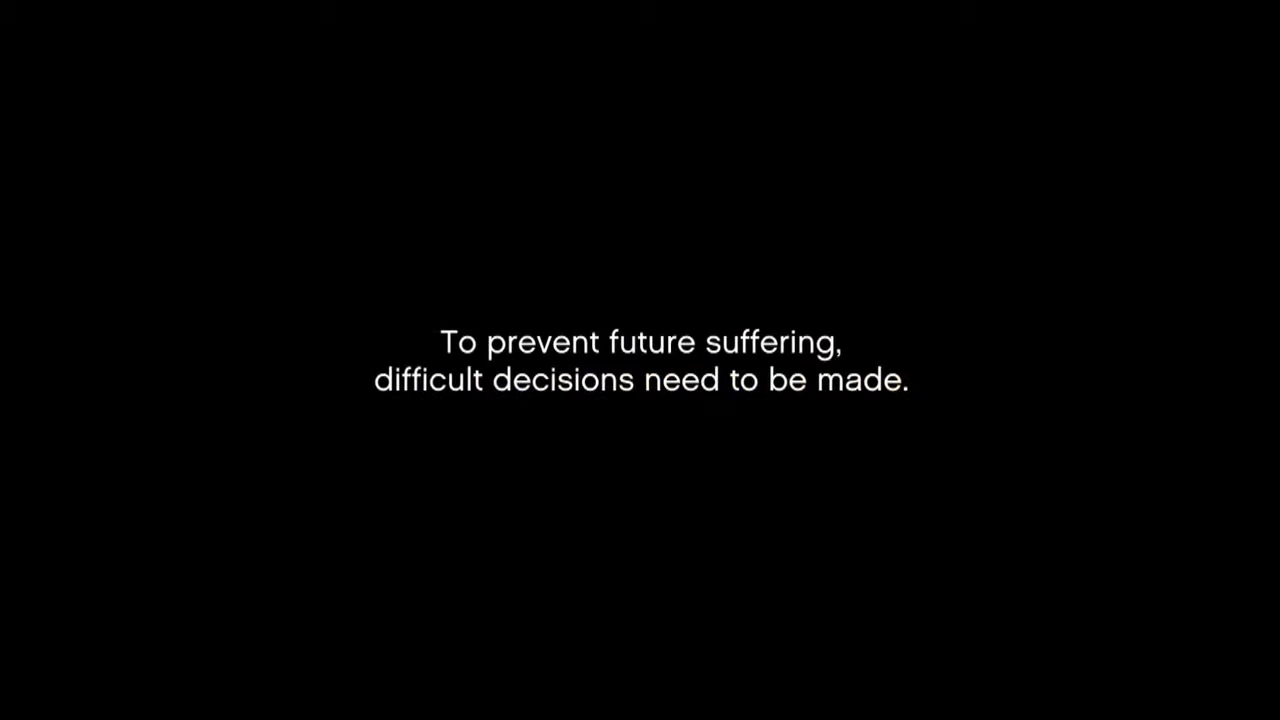 To prevent future suffering,
difficult decisions need to be made.